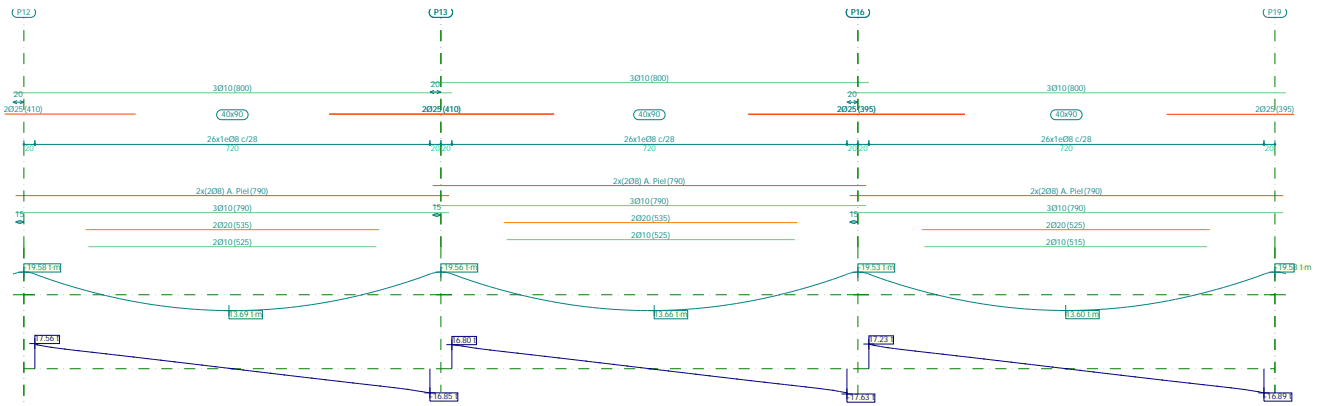 P12 P13 P16 P19
3Ø10(800)
20
3Ø10(800) 20 3Ø10(800)
20
2Ø25(410) 40x90 2Ø25(410) 40x90 2Ø25(395) 40x90 2Ø25(395)
26x1eØ8 c/28 26x1eØ8 c/28 26x1eØ8 c/28
20 720 20 20 720 20 20 720 20
2x(2Ø8) A. Piel(790)
2x(2Ø8) A. Piel(790) 2x(2Ø8) A. Piel(790)
3Ø10(790)
15 3Ø10(790) 15 15 3Ø10(790)
2Ø20(535)
2Ø20(535) 2Ø20(525)
2Ø10(525)
2Ø10(525) 2Ø10(515)
-19.58 t·m -19.56 t·m -19.53 t·m -19.58 t·m
13.69 t·m 13.66 t·m 13.60 t·m
17.56 t 16.80 t 17.23 t
-16.85 t -17.63 t -16.89 t